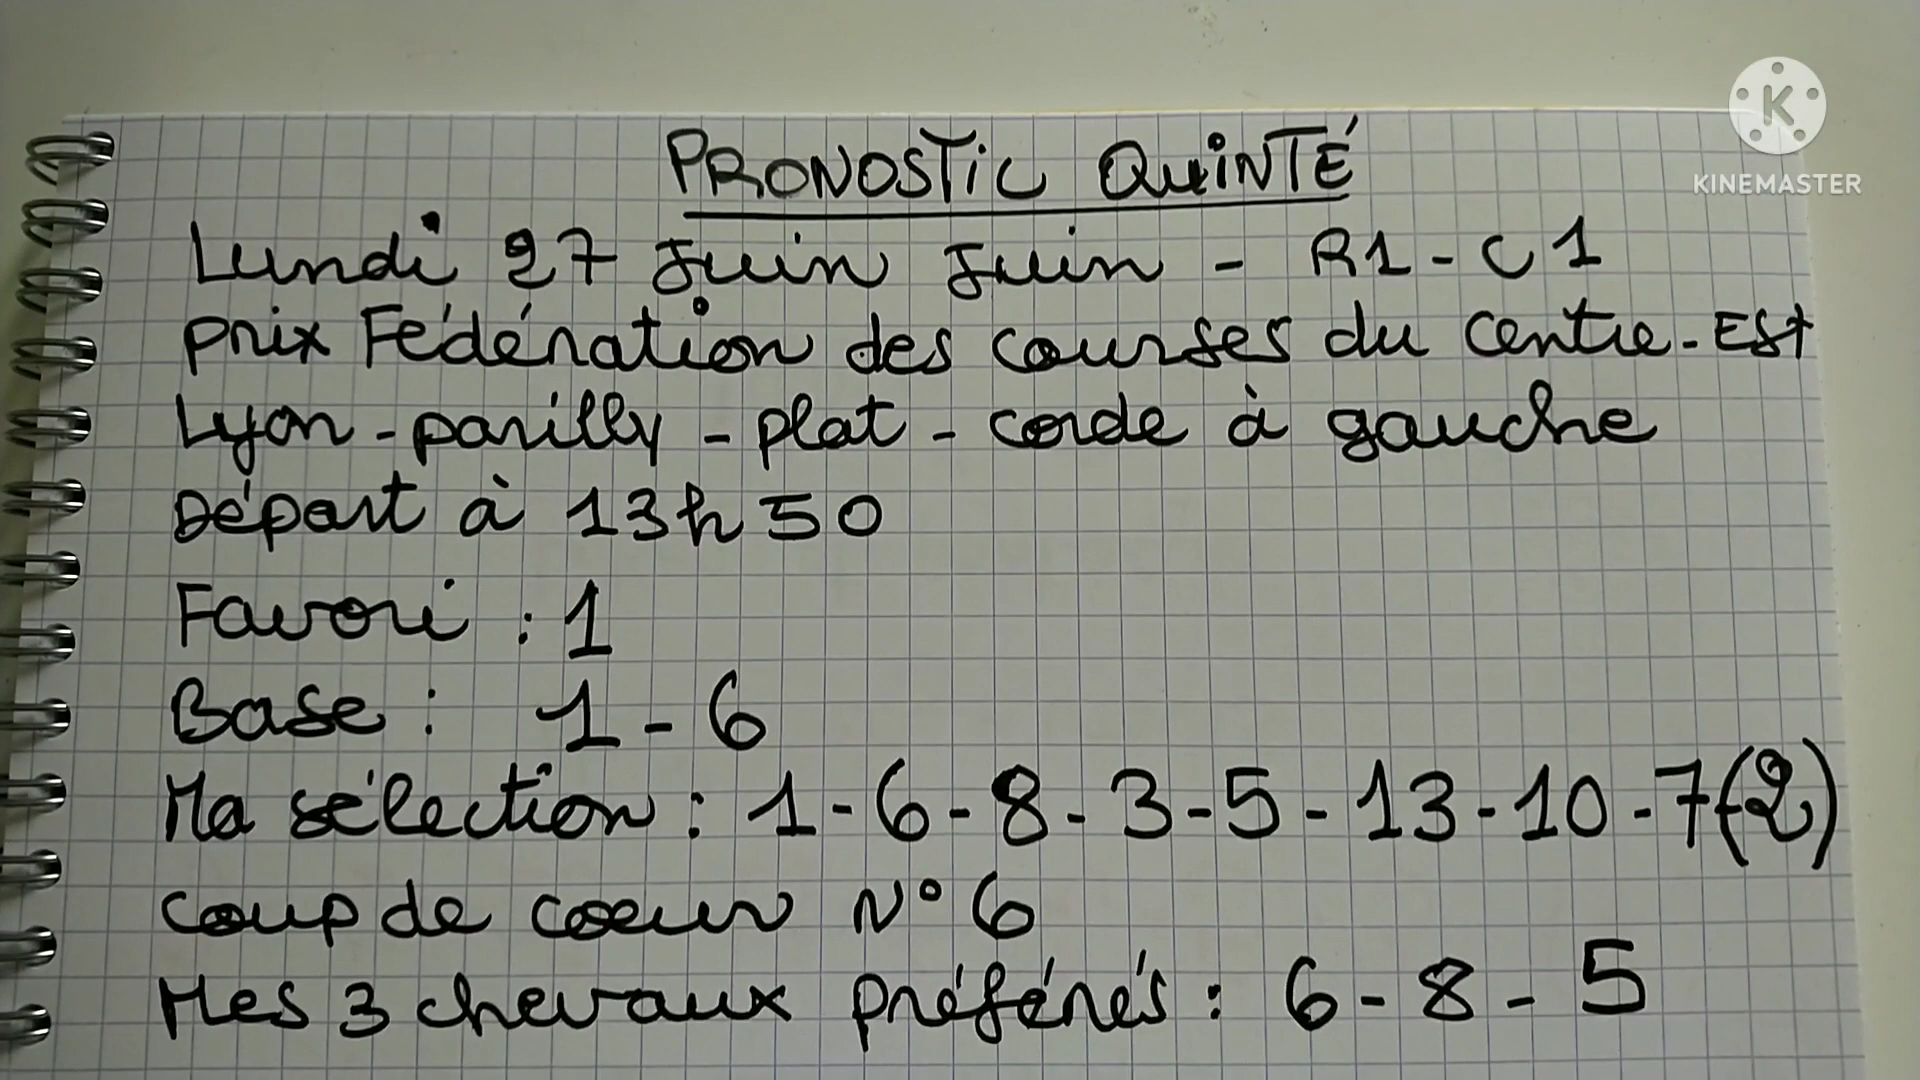 PRONOSTIC QUINTÉ
Lundi 27 Juin Juin - R1 - C1
Prix Fédération des courses du Centre-Est
Lyon-parilly - plat - corde à gauche
Départ à 13h50
Favori : 1
Base : 1 - 6
Ma sélection : 1 - 6 - 8 - 3 - 5 - 13 - 10 - 7 (2)
coup de coeur N° 6
Mes 3 chevaux préférés : 6 - 8 - 5
K
KINEMASTER